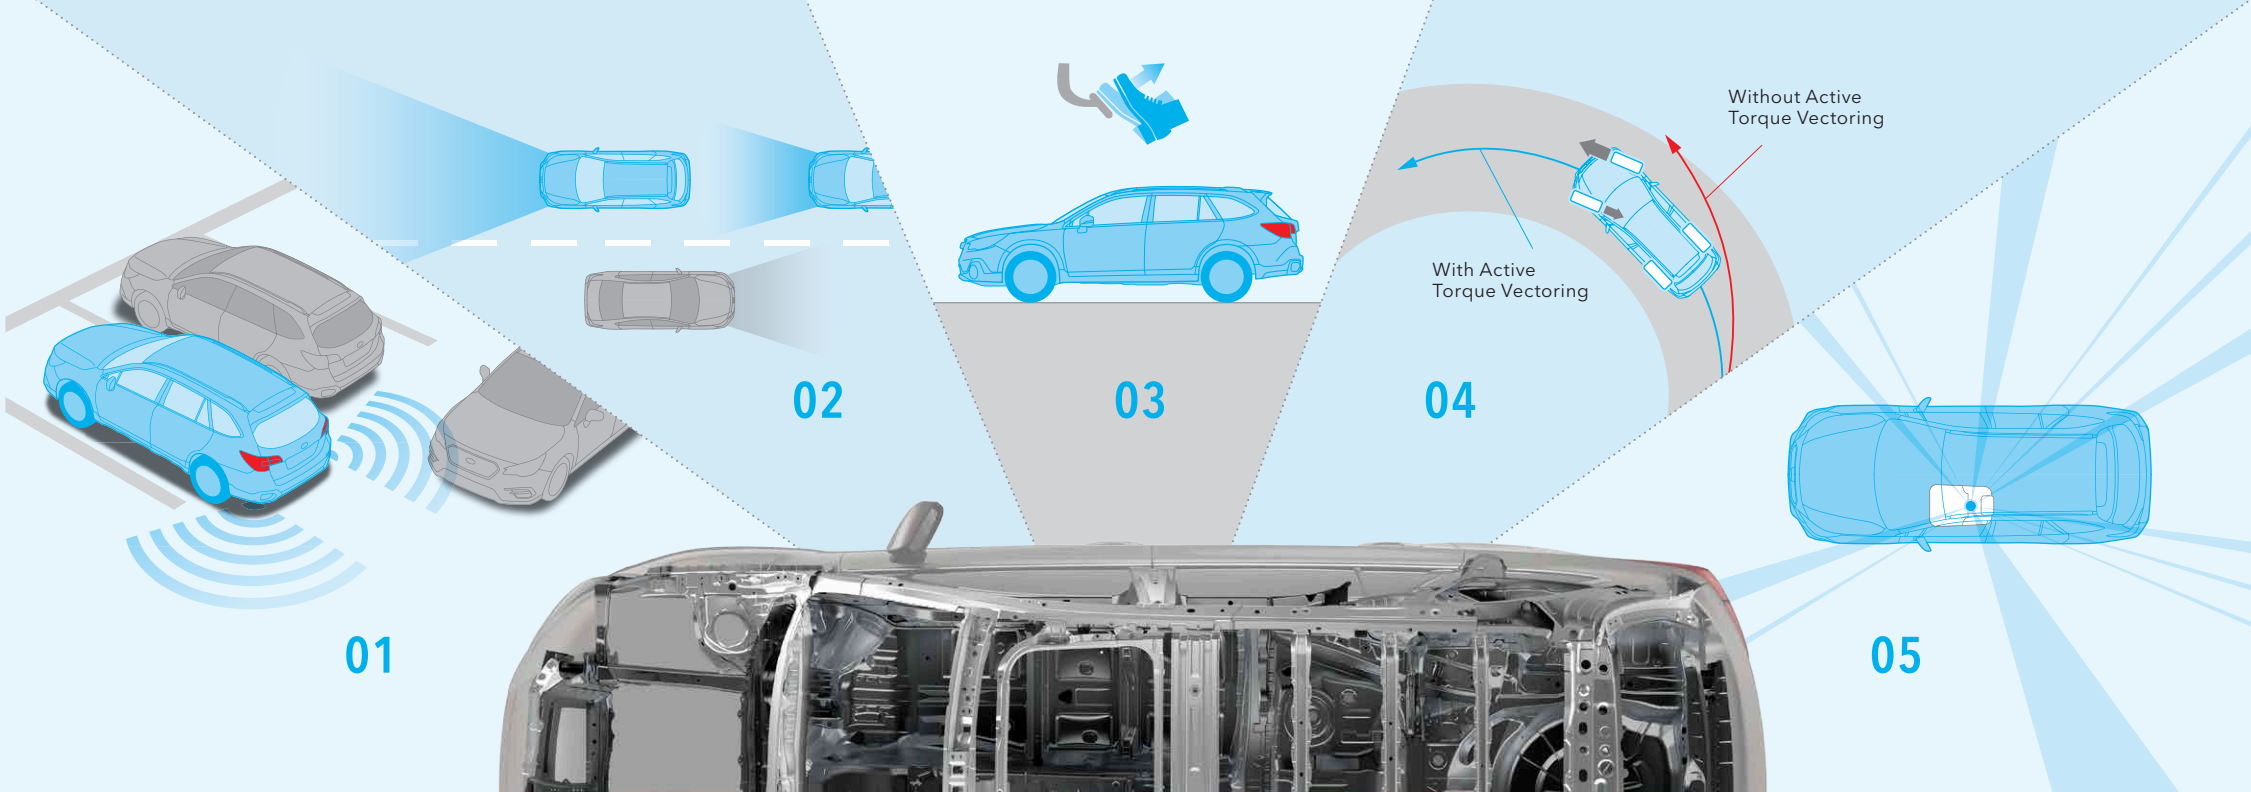 Without Active
Torque Vectoring
With Active
Torque Vectoring
02
03
04
01
05